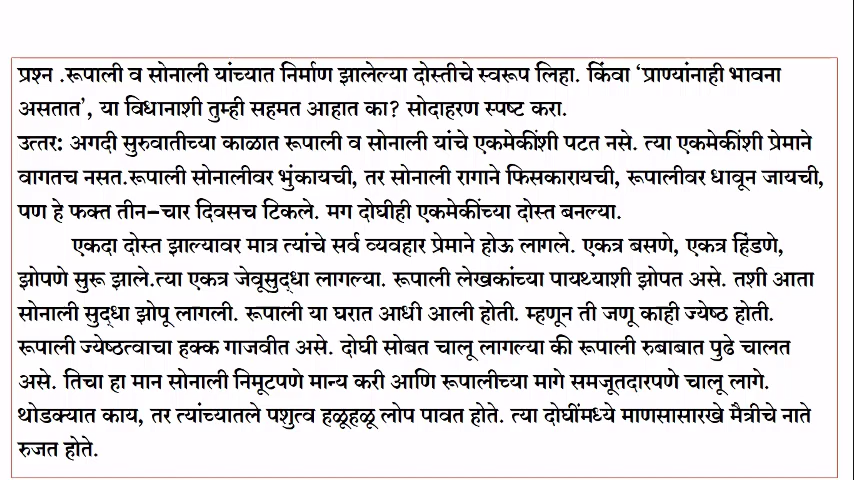 प्रश्न .रूपाली व सोनाली यांच्यात निर्माण झालेल्या दोस्तीचे स्वरूप लिहा. किंवा ‘प्राण्यांनाही भावना
असतात’, या विधानाशी तुम्ही सहमत आहात का? सोदाहरण स्पष्ट करा.
उत्तर: अगदी सुरुवातीच्या काळात रूपाली व सोनाली यांचे एकमेकींशी पटत नसे. त्या एकमेकींशी प्रेमाने
वागतच नसत.रूपाली सोनालीवर भुंकायची, तर सोनाली रागाने फिसकारायची, रूपालीवर धावून जायची,
पण हे फक्त तीन–चार दिवसच टिकले. मग दोघीही एकमेकींच्या दोस्त बनल्या.
एकदा दोस्त झाल्यावर मात्र त्यांचे सर्व व्यवहार प्रेमाने होऊ लागले. एकत्र बसणे, एकत्र हिंडणे,
झोपणे सुरू झाले.त्या एकत्र जेवूसुद्धा लागल्या. रूपाली लेखकांच्या पायथ्याशी झोपत असे. तशी आता
सोनाली सुद्धा झोपू लागली. रूपाली या घरात आधी आली होती. म्हणून ती जणू काही ज्येष्ठ होती.
रूपाली ज्येष्ठत्वाचा हक्क गाजवीत असे. दोघी सोबत चालू लागल्या की रूपाली रुबाबात पुढे चालत
असे. तिचा हा मान सोनाली निमूटपणे मान्य करी आणि रूपालीच्या मागे समजूतदारपणे चालू लागे.
थोडक्यात काय, तर त्यांच्यातले पशुत्व हळूहळू लोप पावत होते. त्या दोघींमध्ये माणसासारखे मैत्रीचे नाते
रुजत होते.